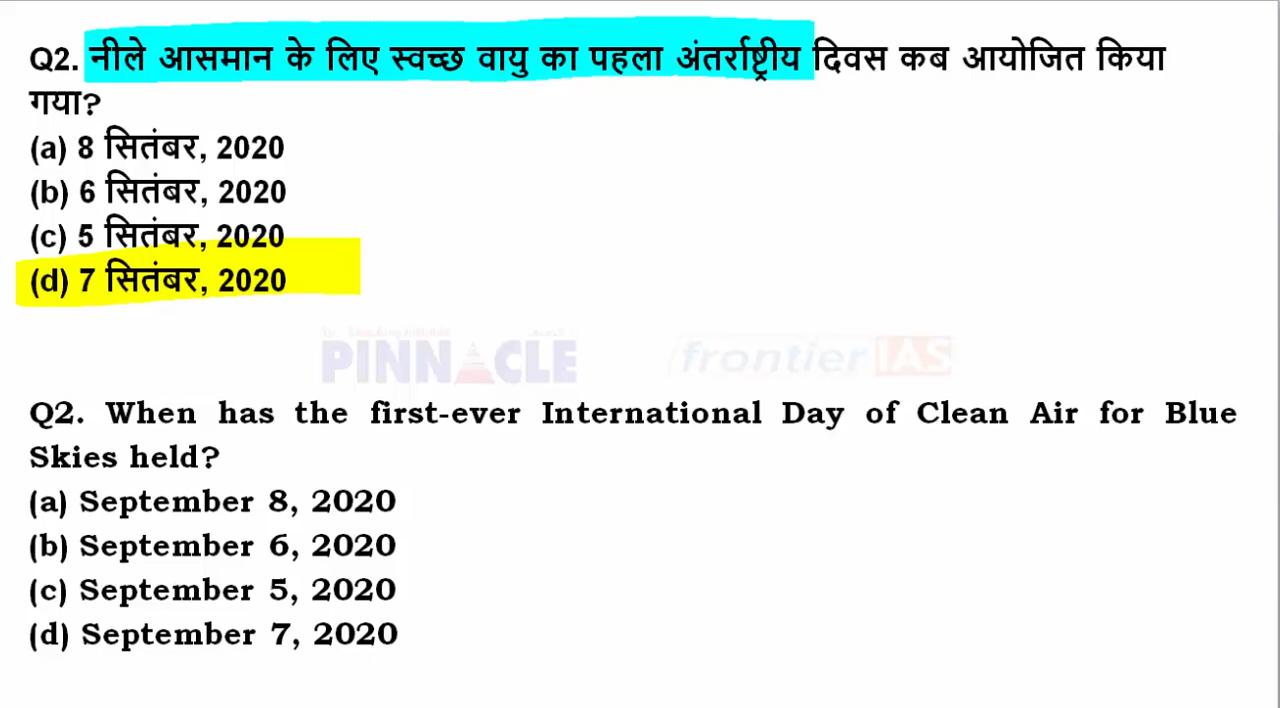 Q2. नीले आसमान के लिए स्वच्छ वायु का पहला अंतर्राष्ट्रीय दिवस कब आयोजित किया
गया?
(a) 8 सितंबर, 2020
(b) 6 सितंबर, 2020
(c) 5 सितंबर, 2020
(d) 7 सितंबर, 2020
PINNACLE frontier IAS
Q2. When has the first-ever International Day of Clean Air for Blue
Skies held?
(a) September 8, 2020
(b) September 6, 2020
(c) September 5, 2020
(d) September 7, 2020